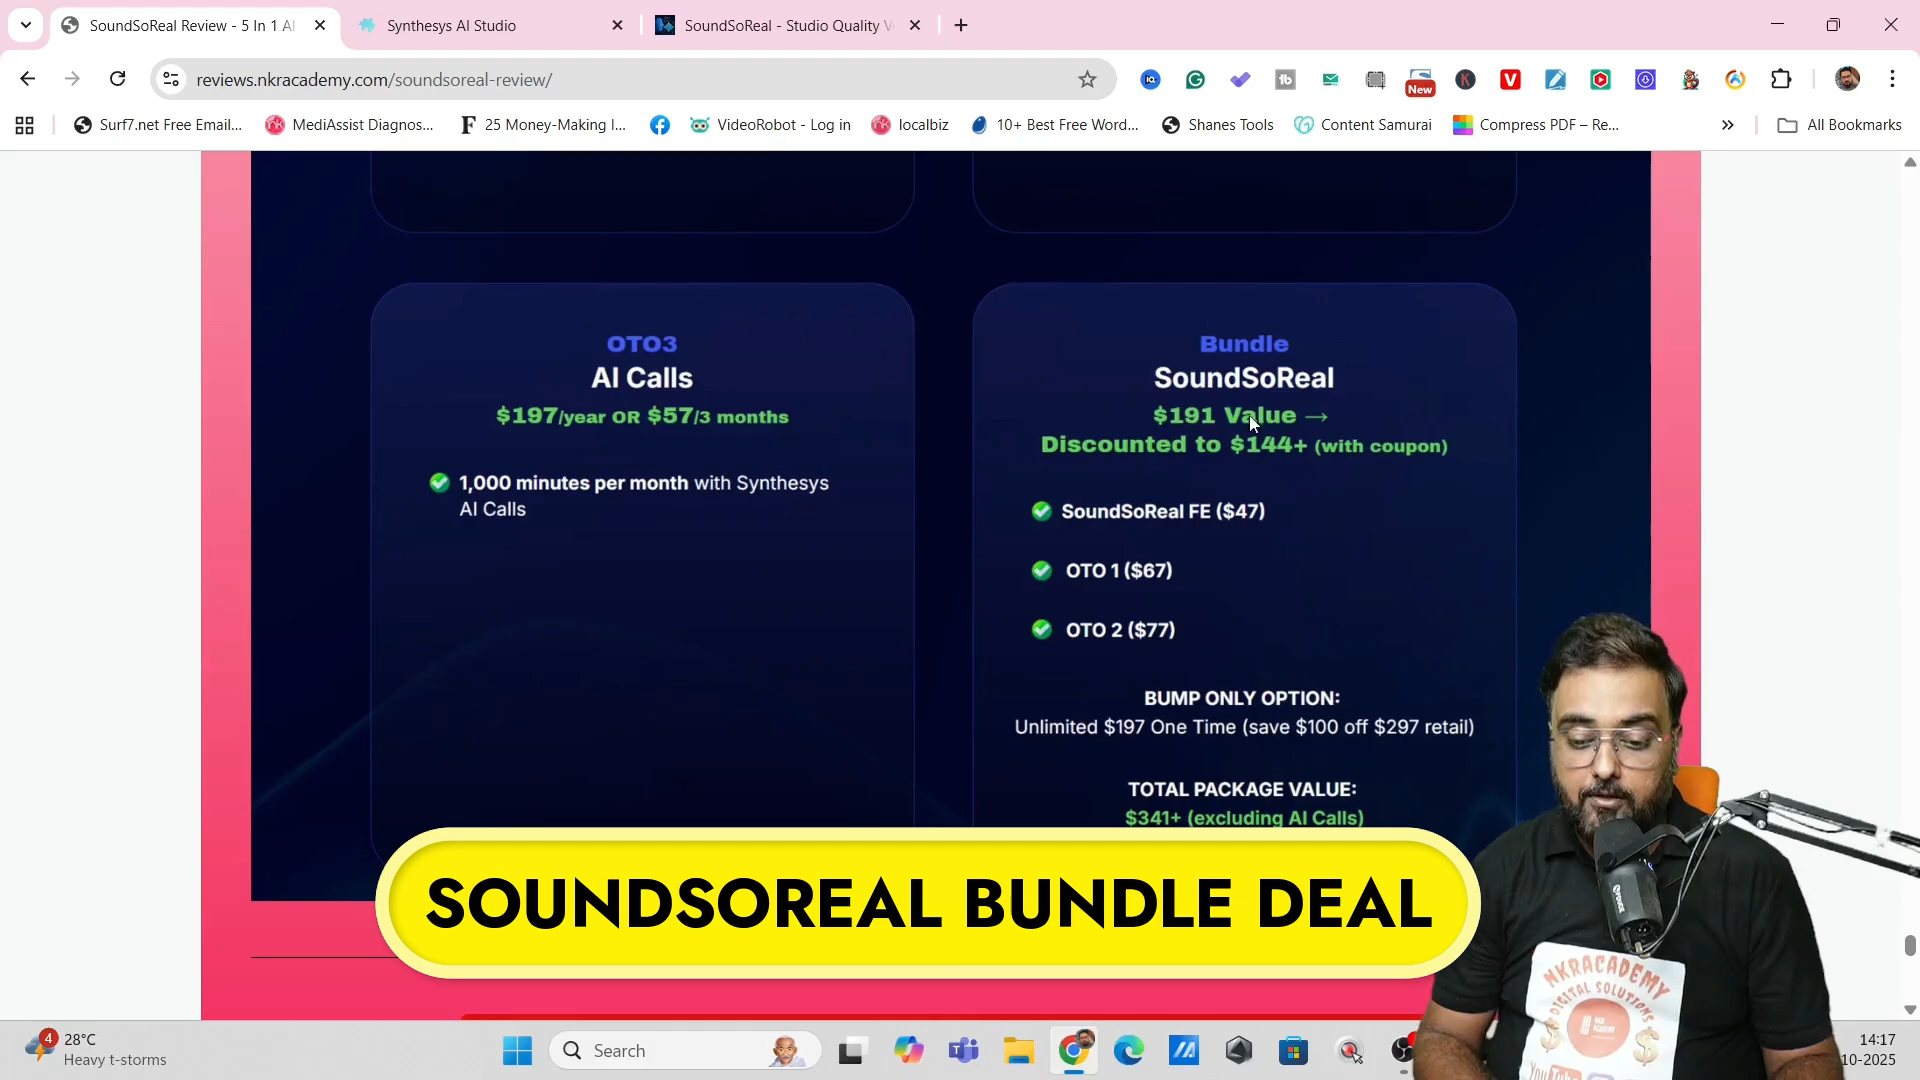 SoundSoReal Review - 5 In 1 AI
Synthesys AI Studio
SoundSoReal - Studio Quality V
reviews.nkracademy.com/soundsoreal-review/
New
Surf7.net Free Email...
MediAssist Diagnos...
25 Money-Making I...
VideoRobot - Log in
localbiz
10+ Best Free Word...
Shanes Tools
Content Samurai
Compress PDF – Re...
All Bookmarks
OTO3
AI Calls
$197/year OR $57/3 months
1,000 minutes per month with Synthesys
AI Calls
Bundle
SoundSoReal
$191 Value →
Discounted to $144+ (with coupon)
SoundSoReal FE ($47)
OTO 1 ($67)
OTO 2 ($77)
BUMP ONLY OPTION:
Unlimited $197 One Time (save $100 off $297 retail)
TOTAL PACKAGE VALUE:
$341+ (excluding AI Calls)
SOUNDSOREAL BUNDLE DEAL
NKRACADEMY
DIGITAL SOLUTIONS
4
28°C
Heavy t-storms
Search
14:17
10-2025